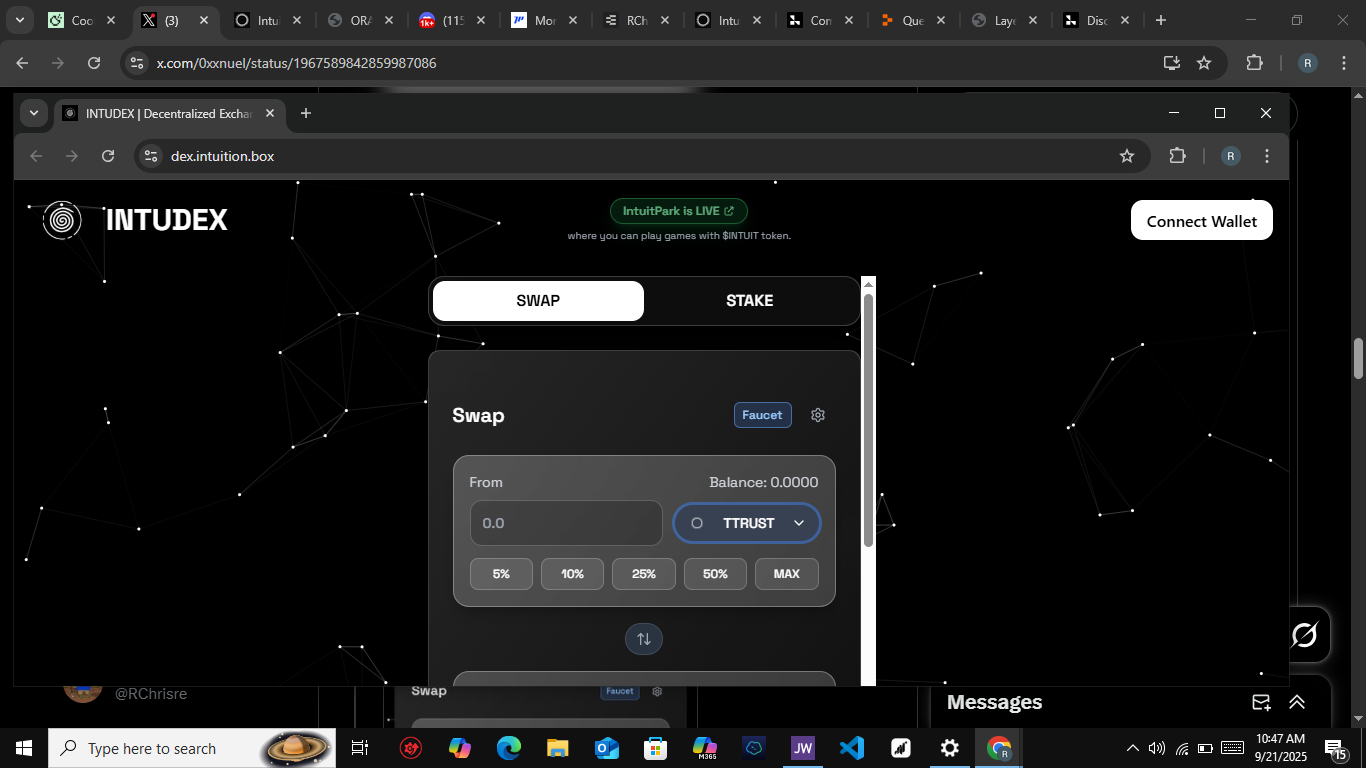 Coo
(3)
Intu
ORA
(115
Mor
RCh
Intu
Con
Que
Laye
Disc
x.com/0xxnuel/status/1967589842859987086
R
INTUDEX | Decentralized Excha
dex.intuition.box
R
INTUDEX
IntuitPark is LIVE
where you can play games with $INTUIT token.
Connect Wallet
SWAP
STAKE
Swap
Faucet
From
Balance: 0.0000
0.0
TTRUST
5%
10%
25%
50%
MAX
@RChrisre
Swap
Faucet
Messages
Type here to search
M365
JW
R
10:47 AM
9/21/2025
15